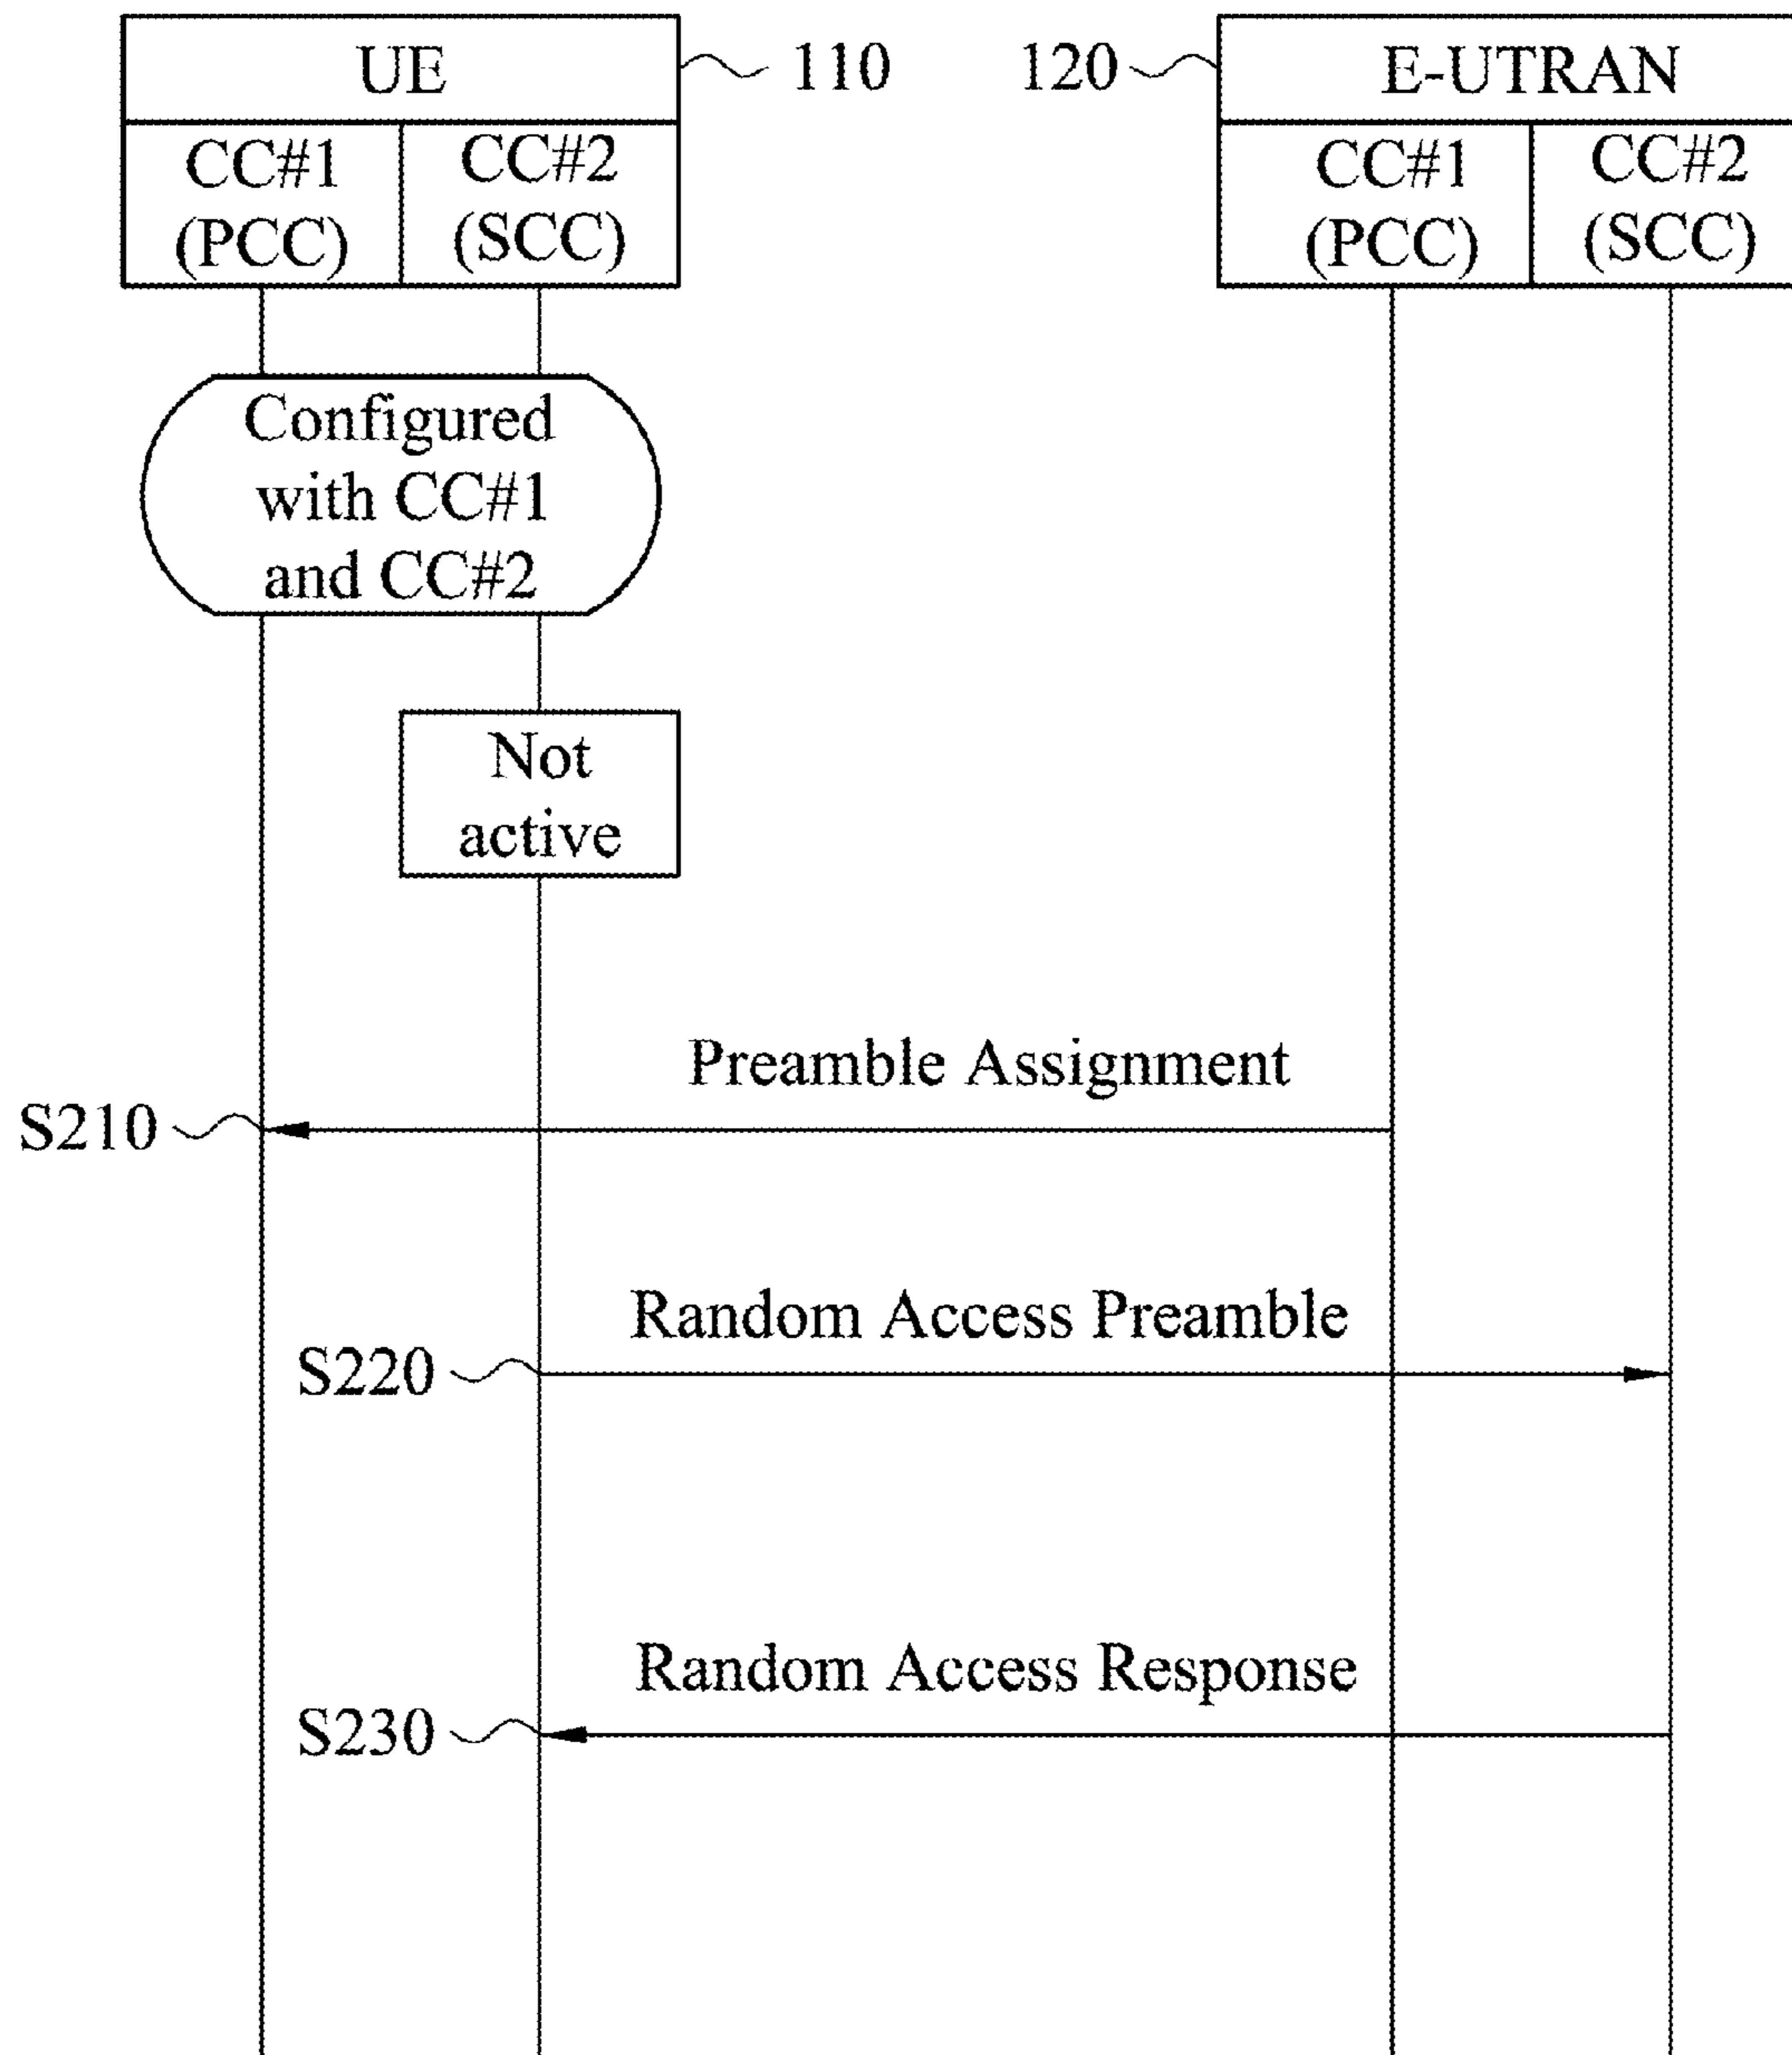 UE
110
120
E-UTRAN
CC#1
(PCC)
CC#2
(SCC)
CC#1
(PCC)
CC#2
(SCC)
Configured
with CC#1
and CC#2
Not
active
Preamble Assignment
S210
Random Access Preamble
S220
Random Access Response
S230